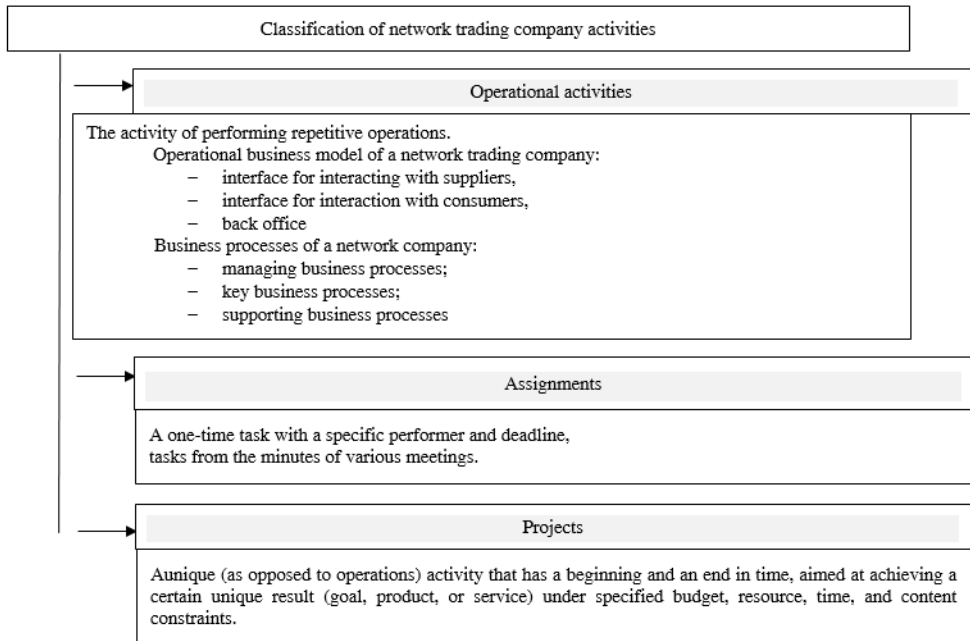 Classification of network trading company activities
Operational activities
The activity of performing repetitive operations.
Operational business model of a network trading company:
– interface for interacting with suppliers,
– interface for interaction with consumers,
– back office
Business processes of a network company:
– managing business processes;
– key business processes;
– supporting business processes
Assignments
A one-time task with a specific performer and deadline,
tasks from the minutes of various meetings.
Projects
Aunique (as opposed to operations) activity that has a beginning and an end in time, aimed at achieving a
certain unique result (goal, product, or service) under specified budget, resource, time, and content
constraints.